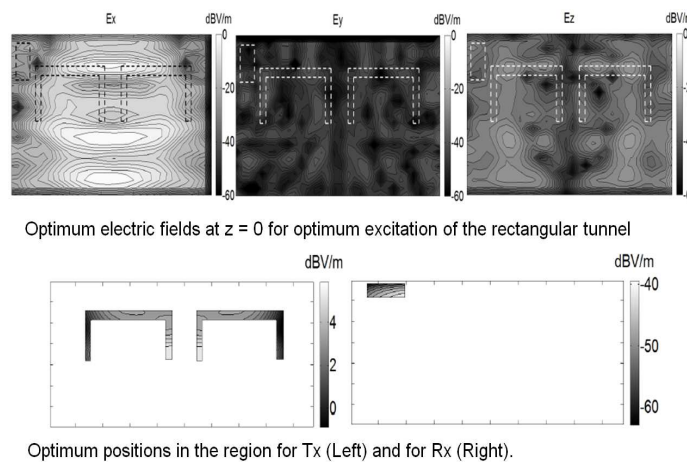 Ex
dBV/m
0
-20
-40
-60
Ey
dBV/m
0
-20
-40
-60
Ez
dBV/m
0
-20
-40
-60
Optimum electric fields at z = 0 for optimum excitation of the rectangular tunnel
dBV/m
4
2
0
dBV/m
-40
-50
-60
Optimum positions in the region for Tx (Left) and for Rx (Right).